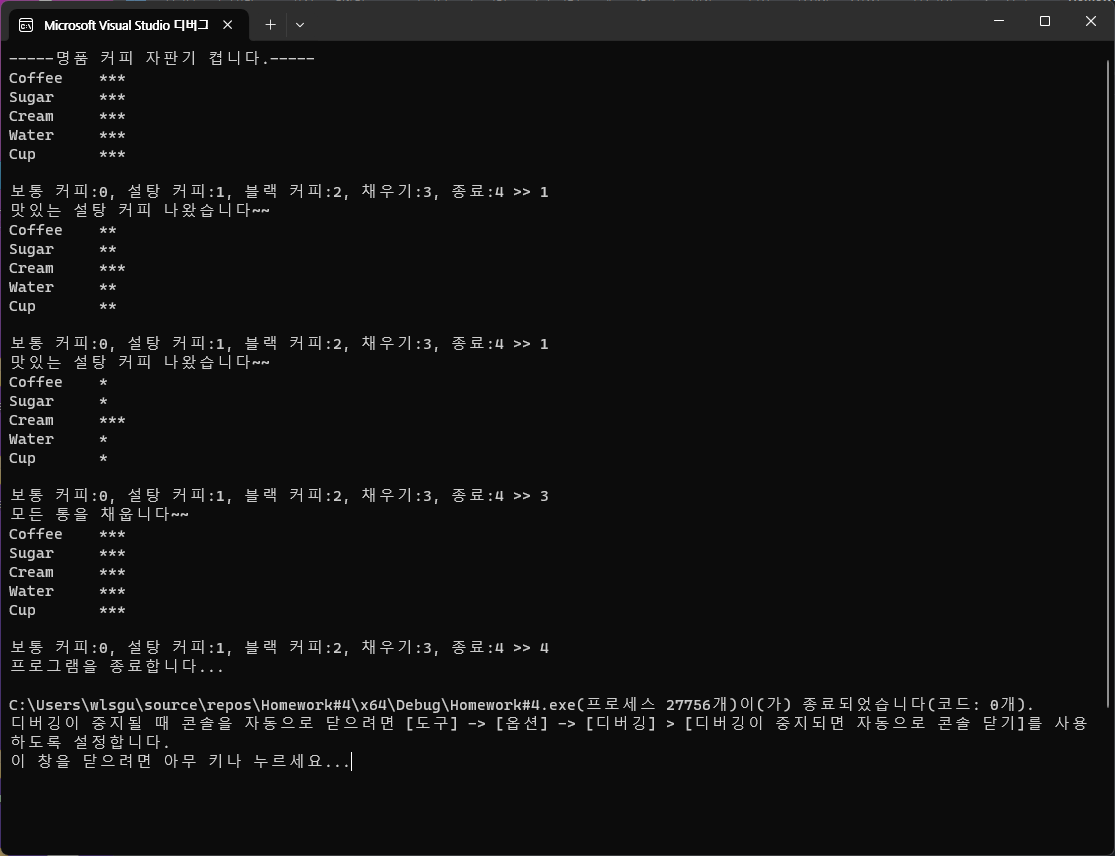 Microsoft Visual Studio 디버그
-----명품 커피 자판기 켭니다.-----
Coffee    ***
Sugar     ***
Cream     ***
Water     ***
Cup       ***
보통 커피:0, 설탕 커피:1, 블랙 커피:2, 채우기:3, 종료:4 >> 1
맛있는 설탕 커피 나왔습니다~~
Coffee    **
Sugar     **
Cream     ***
Water     **
Cup       **
보통 커피:0, 설탕 커피:1, 블랙 커피:2, 채우기:3, 종료:4 >> 1
맛있는 설탕 커피 나왔습니다~~
Coffee    *
Sugar     *
Cream     ***
Water     *
Cup       *
보통 커피:0, 설탕 커피:1, 블랙 커피:2, 채우기:3, 종료:4 >> 3
모든 통을 채웁니다~~
Coffee    ***
Sugar     ***
Cream     ***
Water     ***
Cup       ***
보통 커피:0, 설탕 커피:1, 블랙 커피:2, 채우기:3, 종료:4 >> 4
프로그램을 종료합니다...
C:\Users\wlsgu\source\repos\Homework#4\x64\Debug\Homework#4.exe(프로세스 27756개)이(가) 종료되었습니다(코드: 0개).
디버깅이 중지될 때 콘솔을 자동으로 닫으려면 [도구] -> [옵션] -> [디버깅] > [디버깅이 중지되면 자동으로 콘솔 닫기]를 사용
하도록 설정합니다.
이 창을 닫으려면 아무 키나 누르세요...